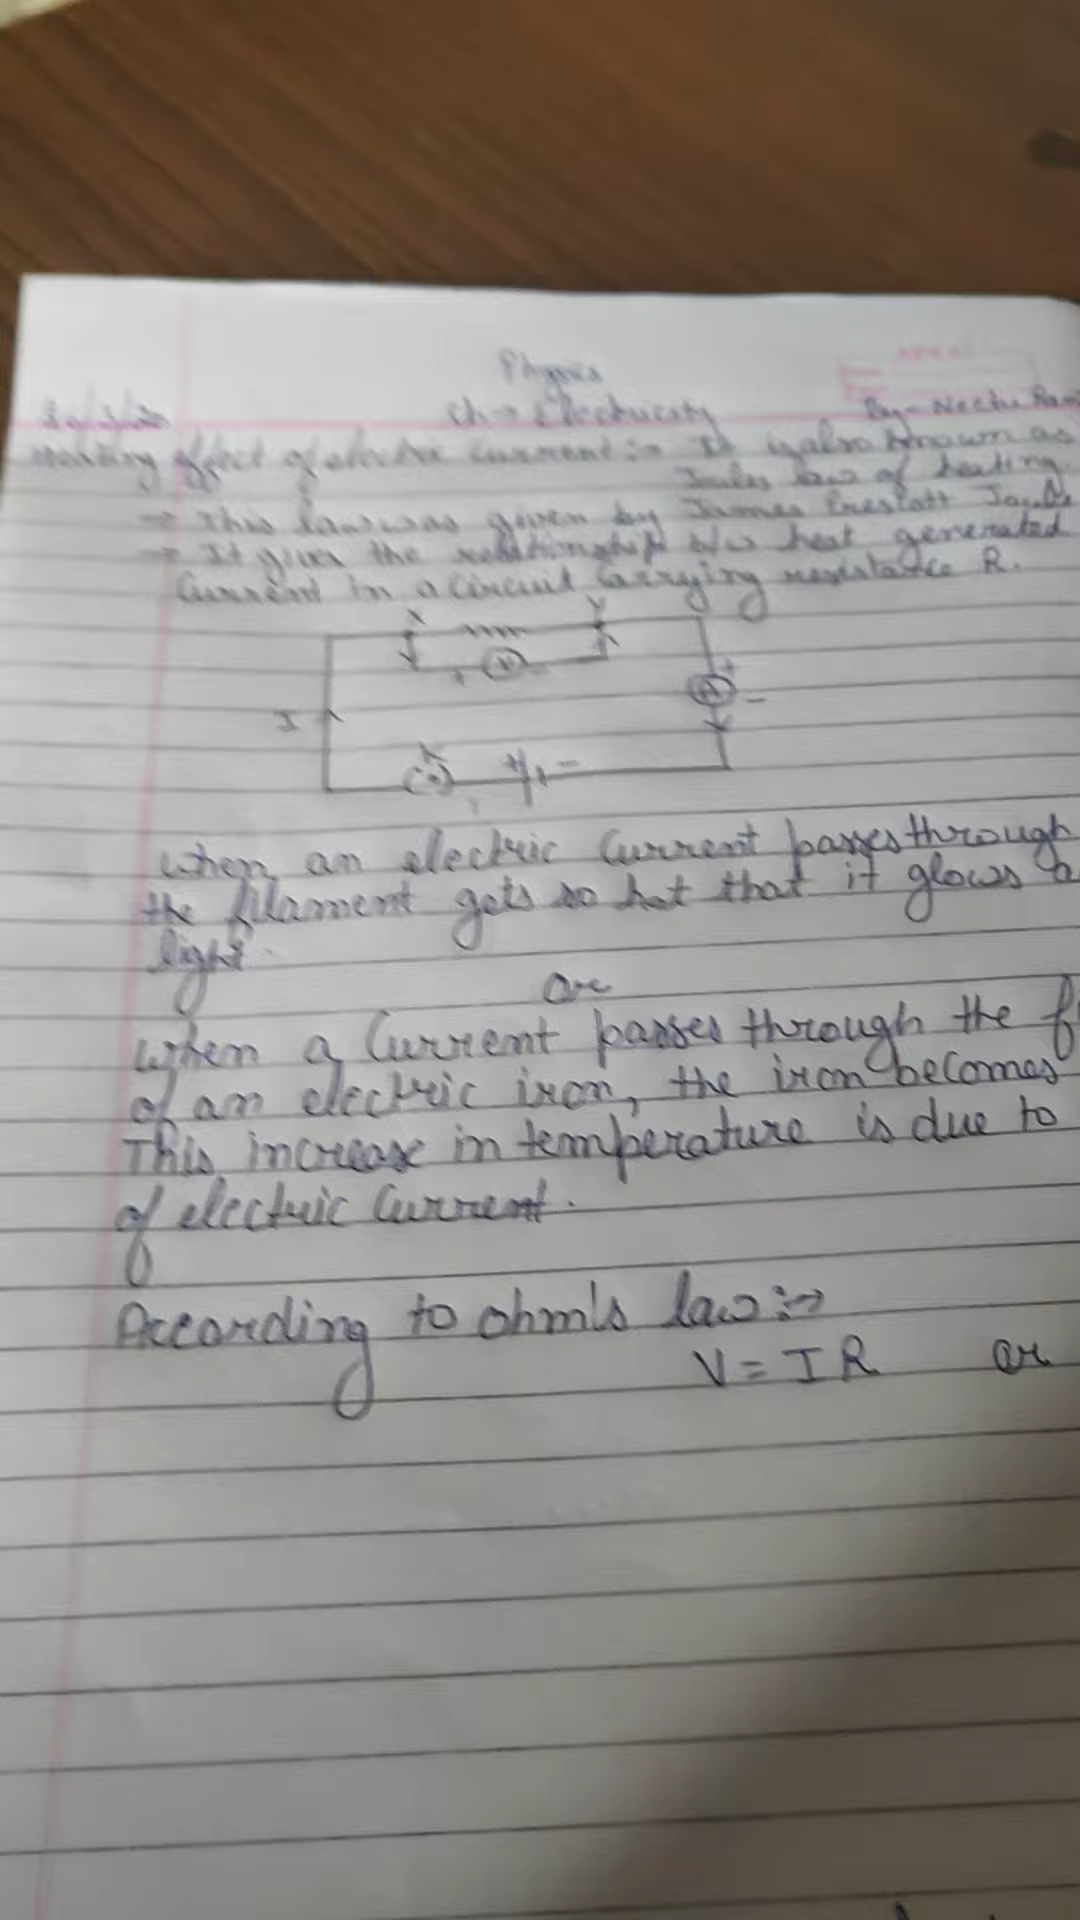 Physics
Ch → Electricity
By - Neetu Rani
Heating effect of electric current :→ It is also known as
Joules law of heating.
→ This law was given by James Prescott Joule
→ It gives the relationship b/w heat generated
Current in a circuit Carrying resistance R.
X Y
+ V -
+
A -
I
K + -
When an electric Current passes through
the filament gets so hot that it glows a
light.
Or
When a Current passes through the f
of an electric iron, the iron becomes
This increase in temperature is due to
of electric Current.
According to ohm's law :→
V = IR or